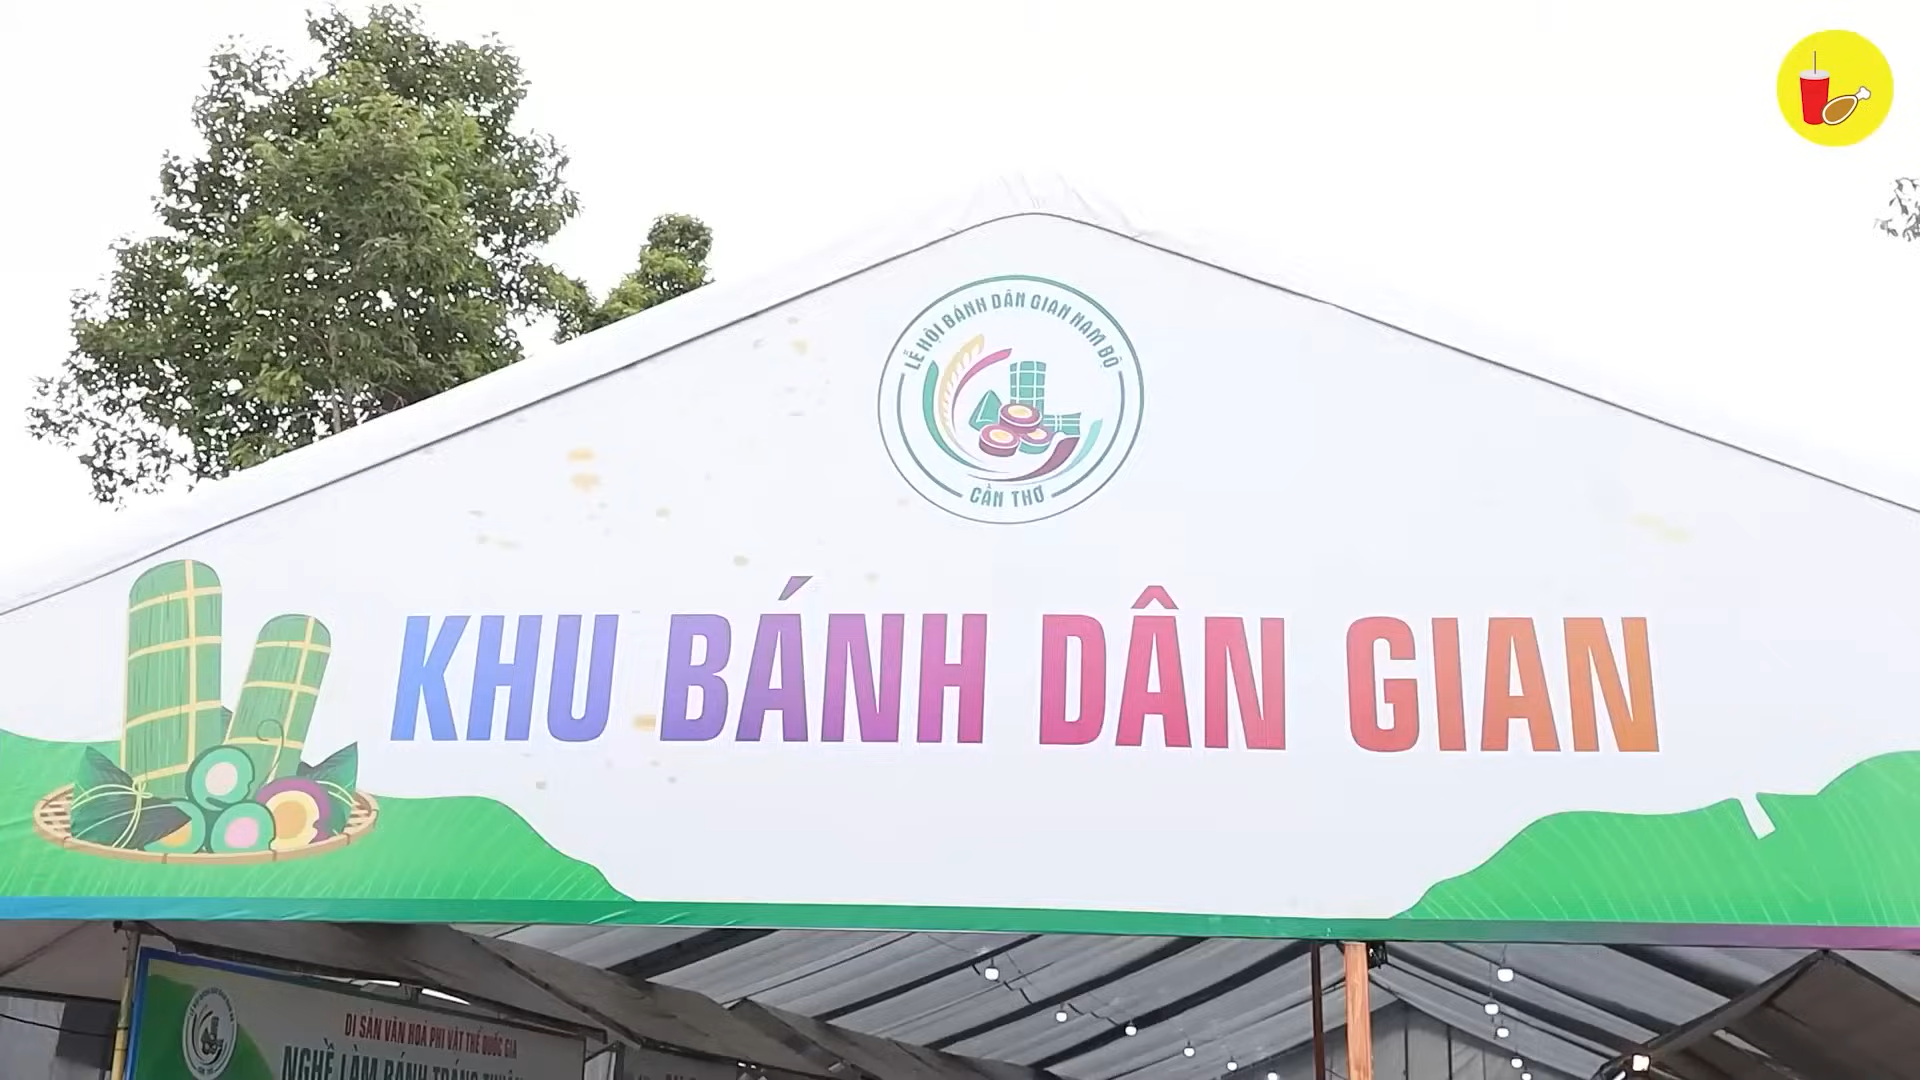 LỄ HỘI BÁNH DÂN GIAN NAM BỘ
CẦN THƠ
KHU BÁNH DÂN GIAN
DI SẢN VĂN HOÁ PHI VẬT THỂ QUỐC GIA
NGHỀ LÀM BÁNH TRÁNG